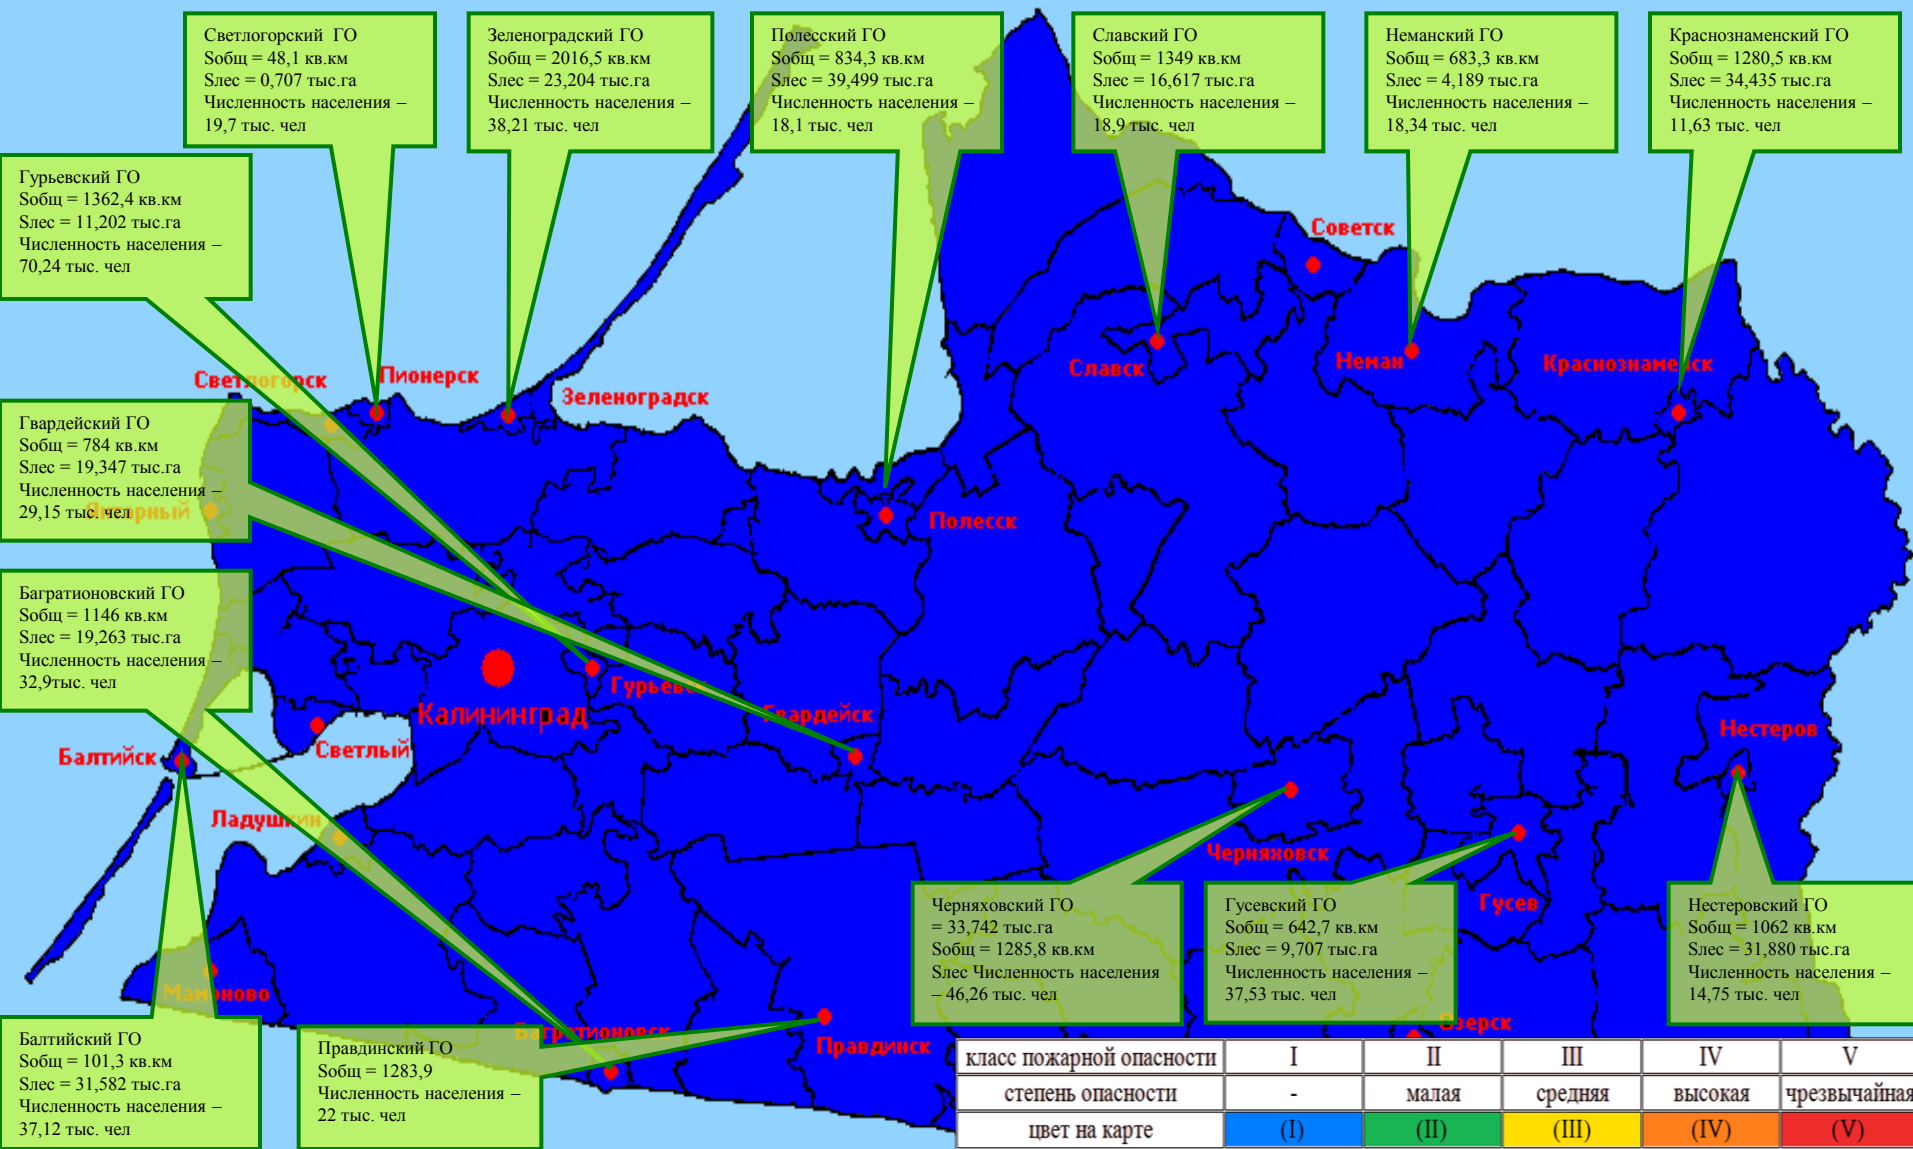 Светлогорский ГО
Sобщ = 48,1 кв.км
Sлес = 0,707 тыс.га
Численность населения –
19,7 тыс. чел
Зеленоградский ГО
Sобщ = 2016,5 кв.км
Sлес = 23,204 тыс.га
Численность населения –
38,21 тыс. чел
Полесский ГО
Sобщ = 834,3 кв.км
Sлес = 39,499 тыс.га
Численность населения –
18,1 тыс. чел
Славский ГО
Sобщ = 1349 кв.км
Sлес = 16,617 тыс.га
Численность населения –
18,9 тыс. чел
Неманский ГО
Sобщ = 683,3 кв.км
Sлес = 4,189 тыс.га
Численность населения –
18,34 тыс. чел
Краснознаменский ГО
Sобщ = 1280,5 кв.км
Sлес = 34,435 тыс.га
Численность населения –
11,63 тыс. чел
Гурьевский ГО
Sобщ = 1362,4 кв.км
Sлес = 11,202 тыс.га
Численность населения –
70,24 тыс. чел
Советск
Славск
Неман
Краснознаменск
Светлогорск
Пионерск
Зеленоградск
Гвардейский ГО
Sобщ = 784 кв.км
Sлес = 19,347 тыс.га
Численность населения –
29,15 тыс. чел
Янтарный
Полесск
Багратионовский ГО
Sобщ = 1146 кв.км
Sлес = 19,263 тыс.га
Численность населения –
32,9тыс. чел
Гурьевск
Калининград
Гвардейск
Нестеров
Балтийск
Светлый
Ладушкин
Черняховск
Гусев
Черняховский ГО
= 33,742 тыс.га
Sобщ = 1285,8 кв.км
Sлес Численность населения
– 46,26 тыс. чел
Гусевский ГО
Sобщ = 642,7 кв.км
Sлес = 9,707 тыс.га
Численность населения –
37,53 тыс. чел
Нестеровский ГО
Sобщ = 1062 кв.км
Sлес = 31,880 тыс.га
Численность населения –
14,75 тыс. чел
Мамоново
Багратионовск
Правдинск
Озерск
Балтийский ГО
Sобщ = 101,3 кв.км
Sлес = 31,582 тыс.га
Численность населения –
37,12 тыс. чел
Правдинский ГО
Sобщ = 1283,9
Численность населения –
22 тыс. чел
класс пожарной опасности I II III IV V
степень опасности - малая средняя высокая чрезвычайная
цвет на карте (I) (II) (III) (IV) (V)